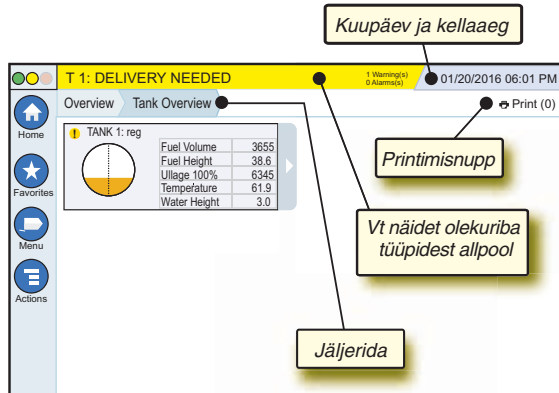 Kuupäev ja kellaaeg
T 1: DELIVERY NEEDED
1 Warning(s)
0 Alarms(s)
01/20/2016 06:01 PM
Overview
Tank Overview
Print (0)
Home
Favorites
Menu
Actions
TANK 1: reg
Fuel Volume 3655
Fuel Height 38.6
Ullage 100% 6345
Temperature 61.9
Water Height 3.0
Printimisnupp
Vt näidet olekuriba
tüüpidest allpool
Jäljerida